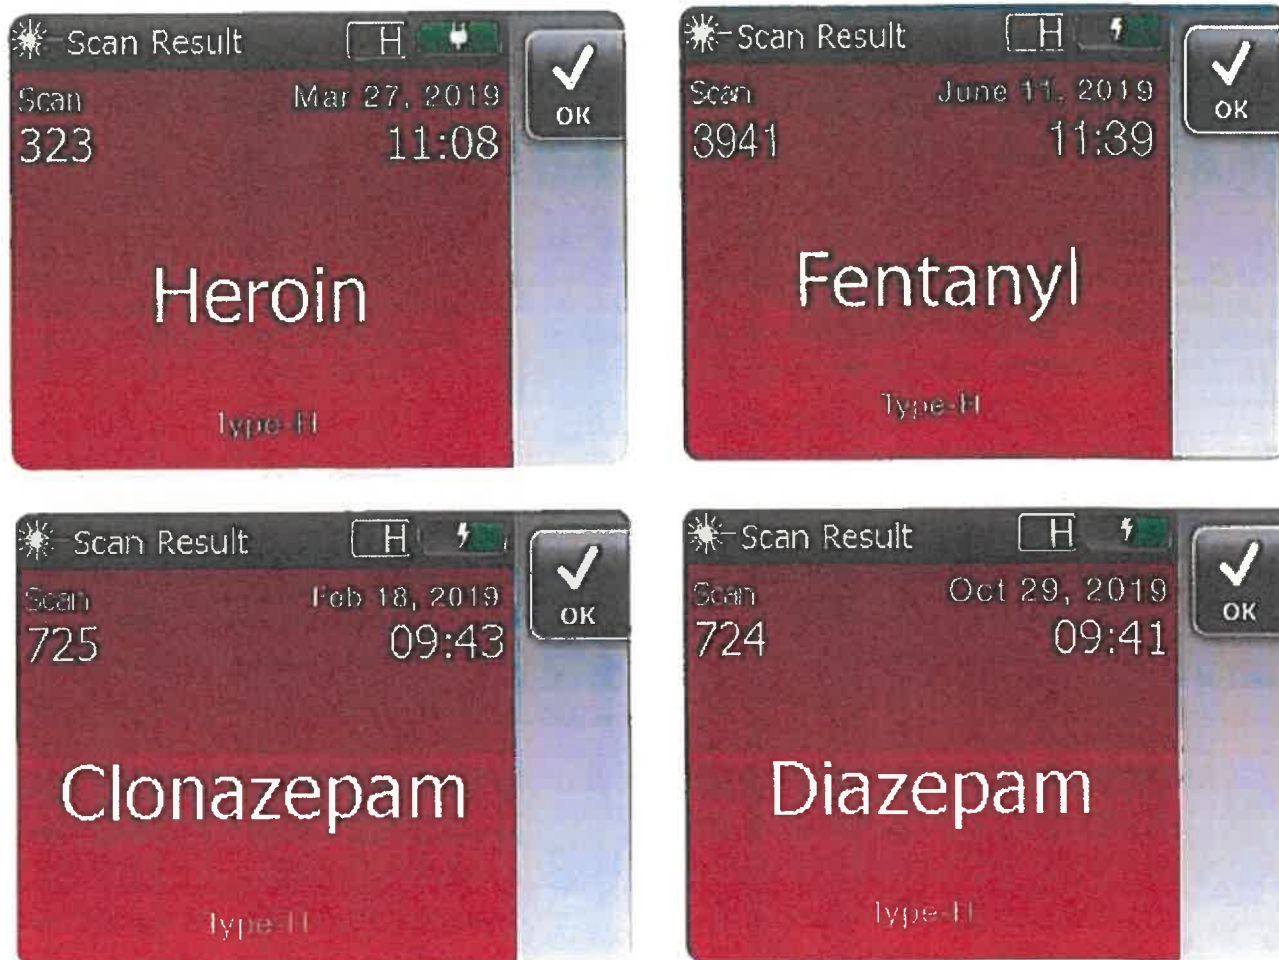 Scan Result H
OK
Scan Mar 27, 2019
323 11:08
Heroin
Type-H
Scan Result H
OK
Scan June 11, 2019
3941 11:39
Fentanyl
Type-H
Scan Result H
OK
Scan Feb 18, 2019
725 09:43
Clonazepam
Type-H
Scan Result H
OK
Scan Oct 29, 2019
724 09:41
Diazepam
Type-H